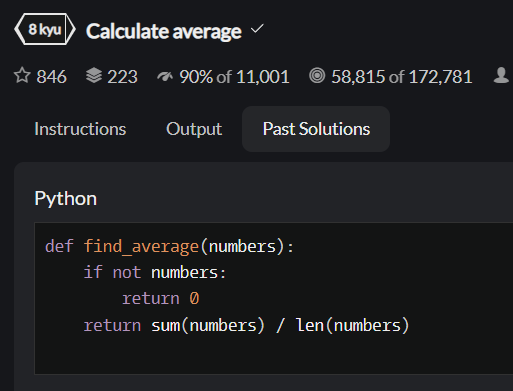 8 kyu Calculate average
846 223 90% of 11,001 58,815 of 172,781
Instructions Output Past Solutions
Python
def find_average(numbers):
    if not numbers:
        return 0
    return sum(numbers) / len(numbers)